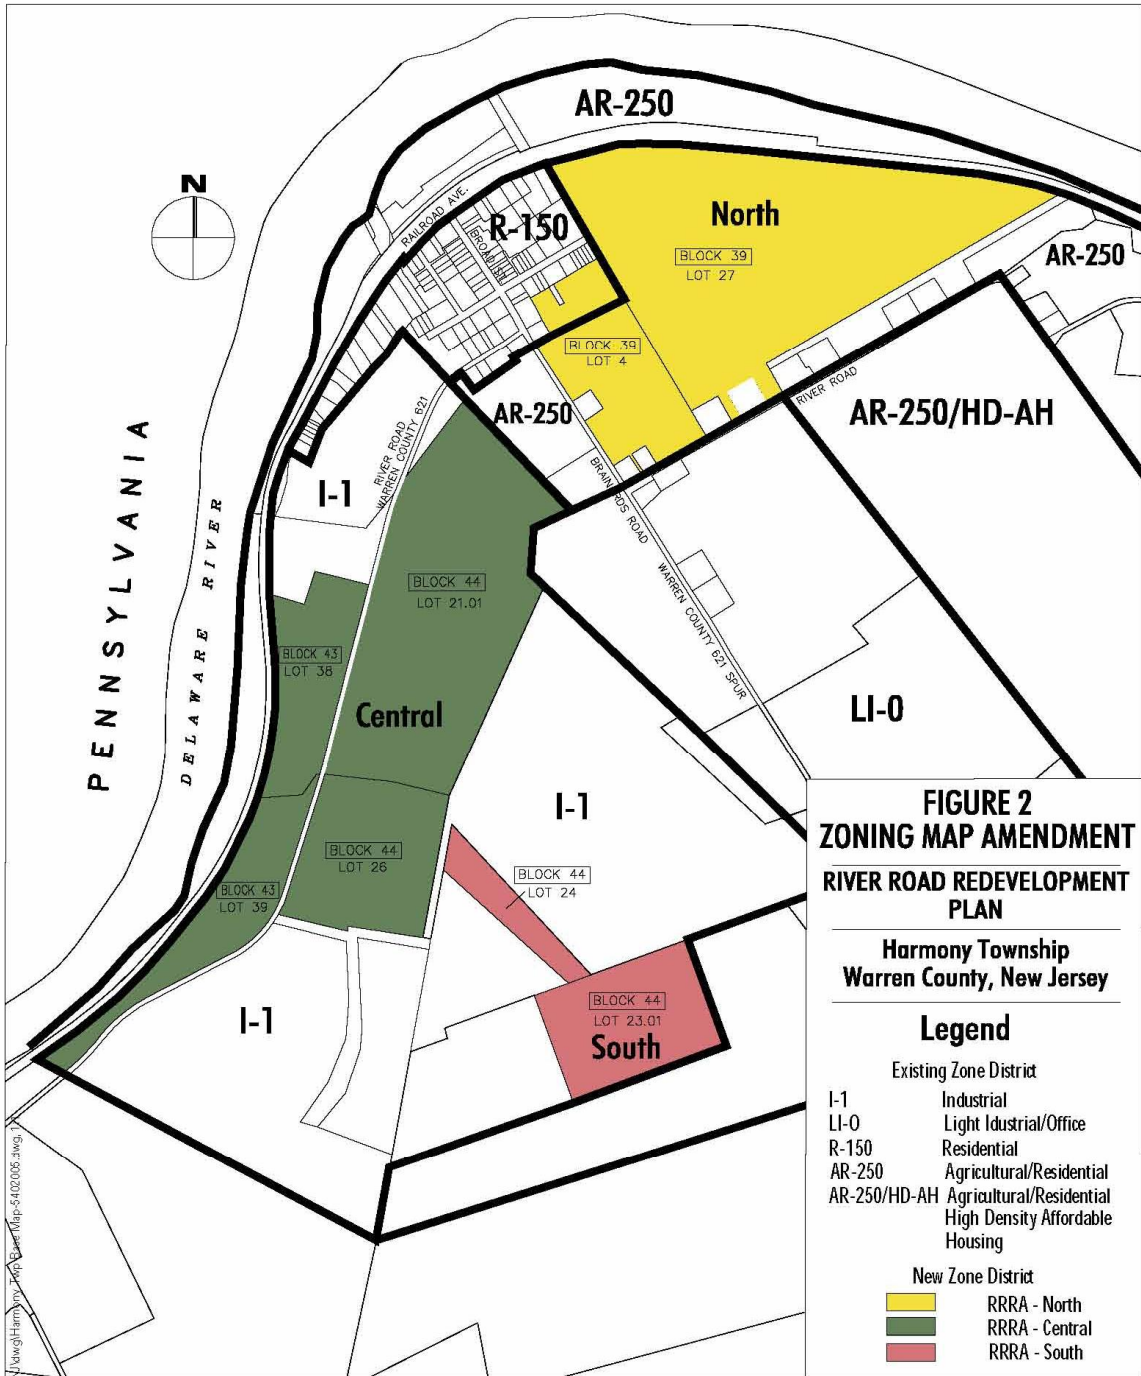 AR-250
N
RAILROAD AVE.
R-150
BROAD ST.
North
BLOCK 39
LOT 27
AR-250
BLOCK 39
LOT 4
RIVER ROAD
AR-250
AR-250/HD-AH
RIVER ROAD
WARREN COUNTY 621
I-1
BRAINARDS ROAD
WARREN COUNTY 621 SPUR
PENNSYLVANIA
DELAWARE RIVER
BLOCK 44
LOT 21.01
BLOCK 43
LOT 38
Central
LI-O
I-1
BLOCK 44
LOT 26
BLOCK 44
LOT 24
BLOCK 43
LOT 39
I-1
BLOCK 44
LOT 23.01
South
FIGURE 2
ZONING MAP AMENDMENT
RIVER ROAD REDEVELOPMENT
PLAN
Harmony Township
Warren County, New Jersey
Legend
Existing Zone District
I-1 Industrial
LI-O Light Idustrial/Office
R-150 Residential
AR-250 Agricultural/Residential
AR-250/HD-AH Agricultural/Residential
High Density Affordable
Housing
New Zone District
RRRA - North
RRRA - Central
RRRA - South